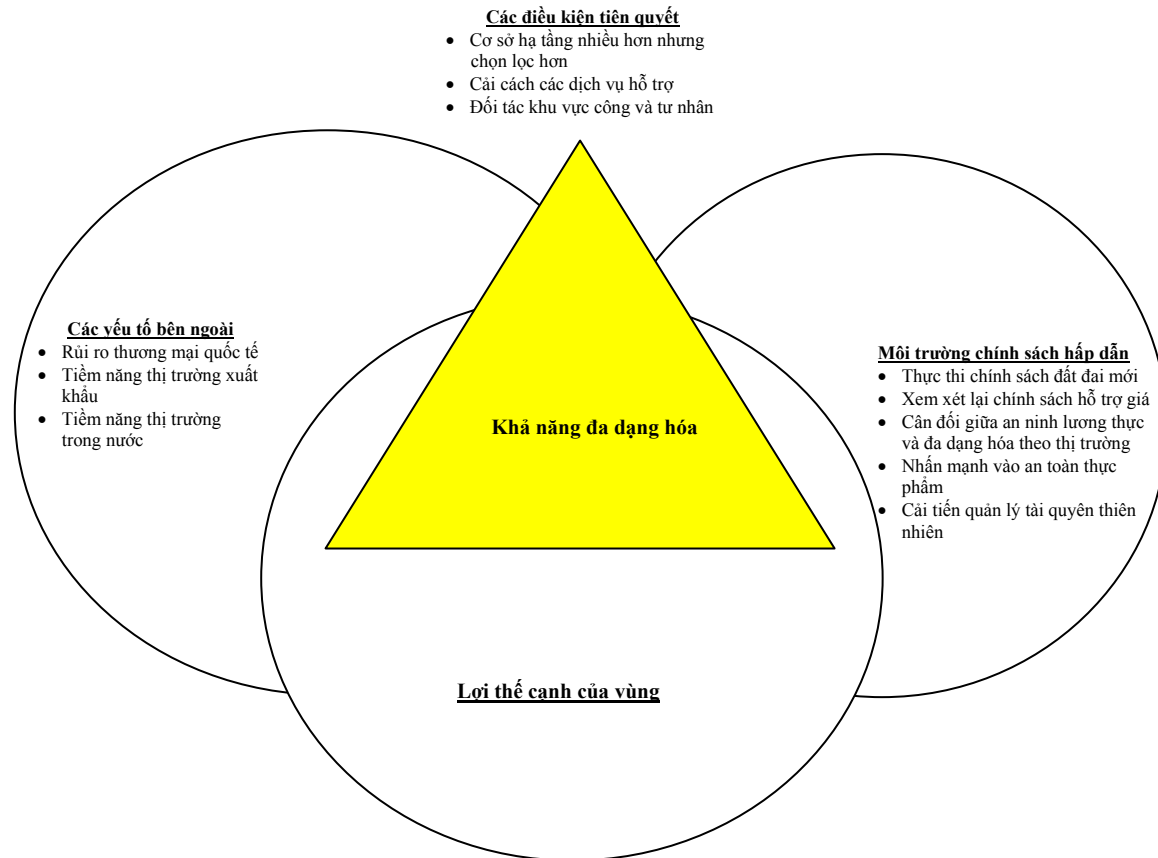 Các điều kiện tiên quyết
• Cơ sở hạ tầng nhiều hơn nhưng
chọn lọc hơn
• Cải cách các dịch vụ hỗ trợ
• Đối tác khu vực công và tư nhân
Các yếu tố bên ngoài
• Rủi ro thương mại quốc tế
• Tiềm năng thị trường xuất
khẩu
• Tiềm năng thị trường
trong nước
Khả năng đa dạng hóa
Môi trường chính sách hấp dẫn
• Thực thi chính sách đất đai mới
• Xem xét lại chính sách hỗ trợ giá
• Cân đối giữa an ninh lương thực
và đa dạng hóa theo thị trường
• Nhấn mạnh vào an toàn thực
phẩm
• Cải tiến quản lý tài quyên thiên
nhiên
Lợi thế cạnh của vùng